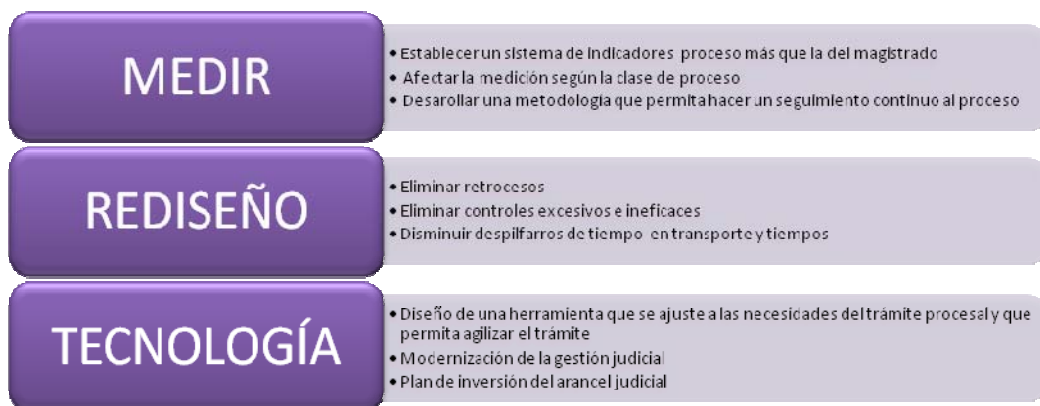 MEDIR
• Establecer un sistema de indicadores proceso más que la del magistrado
• Afectar la medición según la clase de proceso
• Desarollar una metodología que permita hacer un seguimiento continuo al proceso
REDISEÑO
• Eliminar retrocesos
• Eliminar controles excesivos e ineficaces
• Disminuir despilfarros de tiempo en transporte y tiempos
TECNOLOGÍA
• Diseño de una herramienta que se ajuste a las necesidades del trámite procesal y que
permita agilizar el trámite
• Modernización de la gestión judicial
• Plan de inversión del arancel judicial